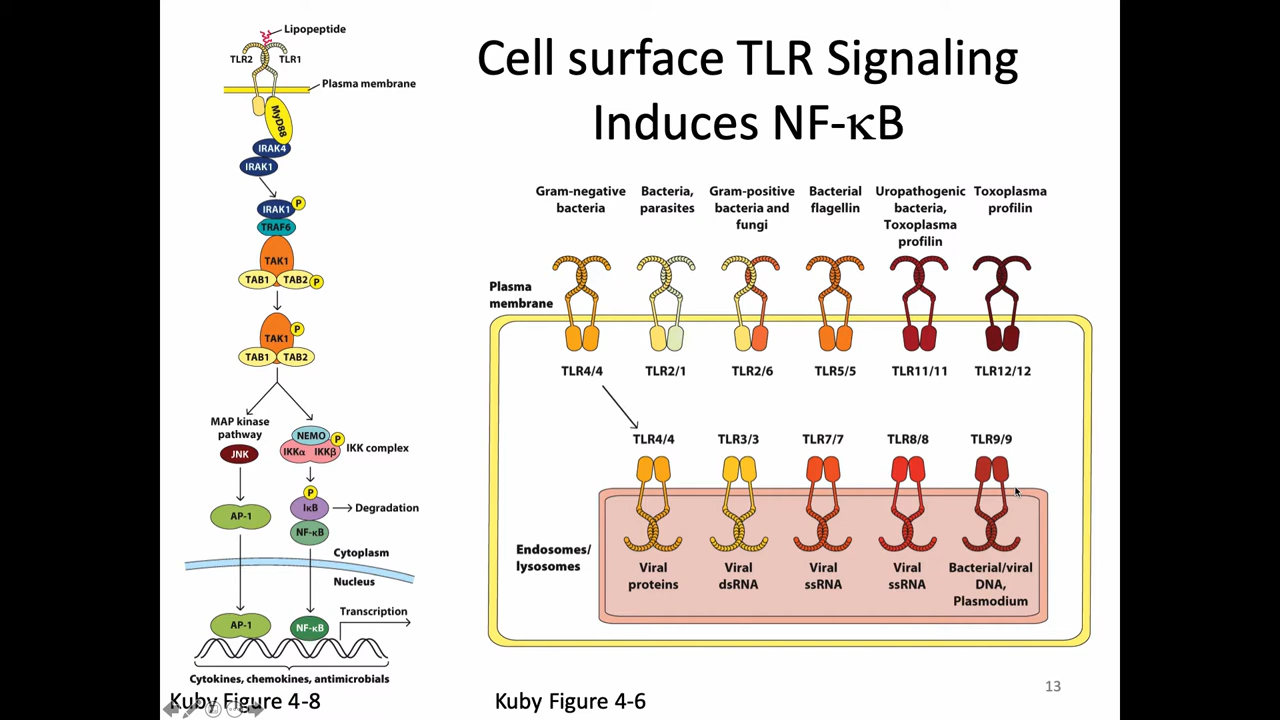 Cell surface TLR Signaling
Induces NF-κB
Lipopeptide
TLR2
TLR1
Plasma membrane
MyD88
IRAK4
IRAK1
IRAK1
P
TRAF6
TAK1
TAB1
TAB2
P
TAK1
P
TAB1
TAB2
MAP kinase
pathway
JNK
NEMO
P
IKKα
IKKβ
IKK complex
P
IκB
Degradation
NF-κB
AP-1
Cytoplasm
Nucleus
Transcription
AP-1
NF-κB
Cytokines, chemokines, antimicrobials
Kuby Figure 4-8
Gram-negative
bacteria
Bacteria,
parasites
Gram-positive
bacteria and
fungi
Bacterial
flagellin
Uropathogenic
bacteria,
Toxoplasma
profilin
Toxoplasma
profilin
Plasma
membrane
TLR4/4
TLR2/1
TLR2/6
TLR5/5
TLR11/11
TLR12/12
TLR4/4
TLR3/3
TLR7/7
TLR8/8
TLR9/9
Endosomes/
lysosomes
Viral
proteins
Viral
dsRNA
Viral
ssRNA
Viral
ssRNA
Bacterial/viral
DNA,
Plasmodium
Kuby Figure 4-6
13